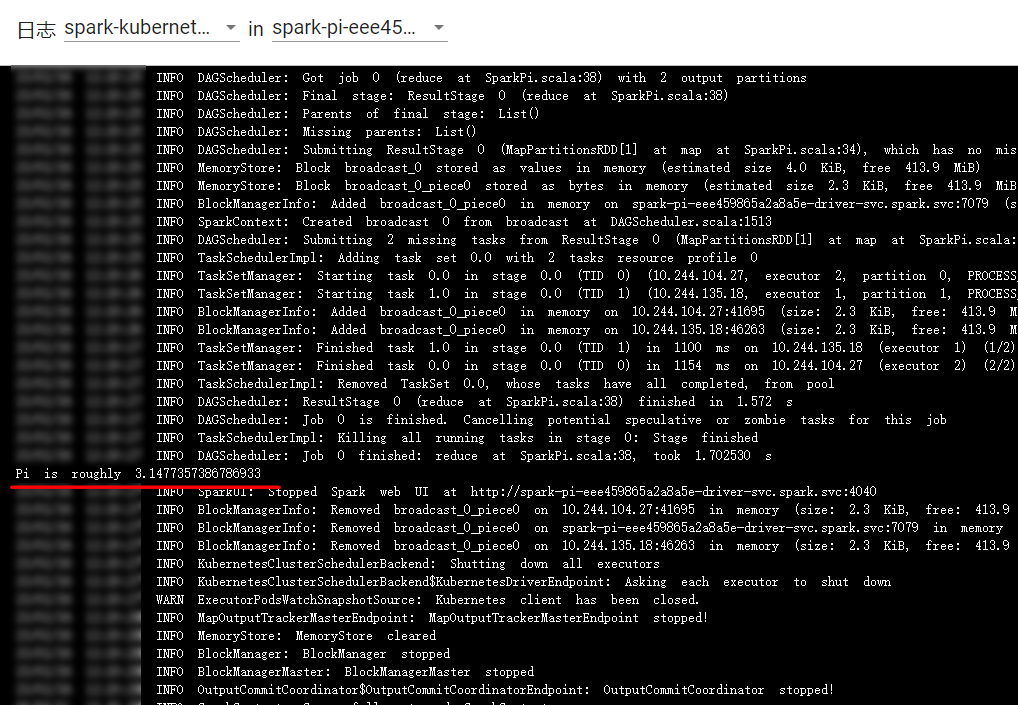 日志 spark-kubernet... in spark-pi-eee45...
INFO DAGScheduler: Got job 0 (reduce at SparkPi.scala:38) with 2 output partitions
INFO DAGScheduler: Final stage: ResultStage 0 (reduce at SparkPi.scala:38)
INFO DAGScheduler: Parents of final stage: List()
INFO DAGScheduler: Missing parents: List()
INFO DAGScheduler: Submitting ResultStage 0 (MapPartitionsRDD[1] at map at SparkPi.scala:34), which has no mis
INFO MemoryStore: Block broadcast_0 stored as values in memory (estimated size 4.0 KiB, free 413.9 MiB)
INFO MemoryStore: Block broadcast_0_piece0 stored as bytes in memory (estimated size 2.3 KiB, free 413.9 MiB
INFO BlockManagerInfo: Added broadcast_0_piece0 in memory on spark-pi-eee459865a2a8a5e-driver-svc.spark.svc:7079 (s
INFO SparkContext: Created broadcast 0 from broadcast at DAGScheduler.scala:1513
INFO DAGScheduler: Submitting 2 missing tasks from ResultStage 0 (MapPartitionsRDD[1] at map at SparkPi.scala:
INFO TaskSchedulerImpl: Adding task set 0.0 with 2 tasks resource profile 0
INFO TaskSetManager: Starting task 0.0 in stage 0.0 (TID 0) (10.244.104.27, executor 2, partition 0, PROCESS
INFO TaskSetManager: Starting task 1.0 in stage 0.0 (TID 1) (10.244.135.18, executor 1, partition 1, PROCESS
INFO BlockManagerInfo: Added broadcast_0_piece0 in memory on 10.244.104.27:41695 (size: 2.3 KiB, free: 413.9 M
INFO BlockManagerInfo: Added broadcast_0_piece0 in memory on 10.244.135.18:46263 (size: 2.3 KiB, free: 413.9 M
INFO TaskSetManager: Finished task 1.0 in stage 0.0 (TID 1) in 1100 ms on 10.244.135.18 (executor 1) (1/2)
INFO TaskSetManager: Finished task 0.0 in stage 0.0 (TID 0) in 1154 ms on 10.244.104.27 (executor 2) (2/2)
INFO TaskSchedulerImpl: Removed TaskSet 0.0, whose tasks have all completed, from pool
INFO DAGScheduler: ResultStage 0 (reduce at SparkPi.scala:38) finished in 1.572 s
INFO DAGScheduler: Job 0 is finished. Cancelling potential speculative or zombie tasks for this job
INFO TaskSchedulerImpl: Killing all running tasks in stage 0: Stage finished
INFO DAGScheduler: Job 0 finished: reduce at SparkPi.scala:38, took 1.702530 s
Pi is roughly 3.1477357386786933
INFO SparkUI: Stopped Spark web UI at http://spark-pi-eee459865a2a8a5e-driver-svc.spark.svc:4040
INFO BlockManagerInfo: Removed broadcast_0_piece0 on 10.244.104.27:41695 in memory (size: 2.3 KiB, free: 413.9
INFO BlockManagerInfo: Removed broadcast_0_piece0 on spark-pi-eee459865a2a8a5e-driver-svc.spark.svc:7079 in memory
INFO BlockManagerInfo: Removed broadcast_0_piece0 on 10.244.135.18:46263 in memory (size: 2.3 KiB, free: 413.9
INFO KubernetesClusterSchedulerBackend: Shutting down all executors
INFO KubernetesClusterSchedulerBackend$KubernetesDriverEndpoint: Asking each executor to shut down
WARN ExecutorPodsWatchSnapshotSource: Kubernetes client has been closed.
INFO MapOutputTrackerMasterEndpoint: MapOutputTrackerMasterEndpoint stopped!
INFO MemoryStore: MemoryStore cleared
INFO BlockManager: BlockManager stopped
INFO BlockManagerMaster: BlockManagerMaster stopped
INFO OutputCommitCoordinator$OutputCommitCoordinatorEndpoint: OutputCommitCoordinator stopped!